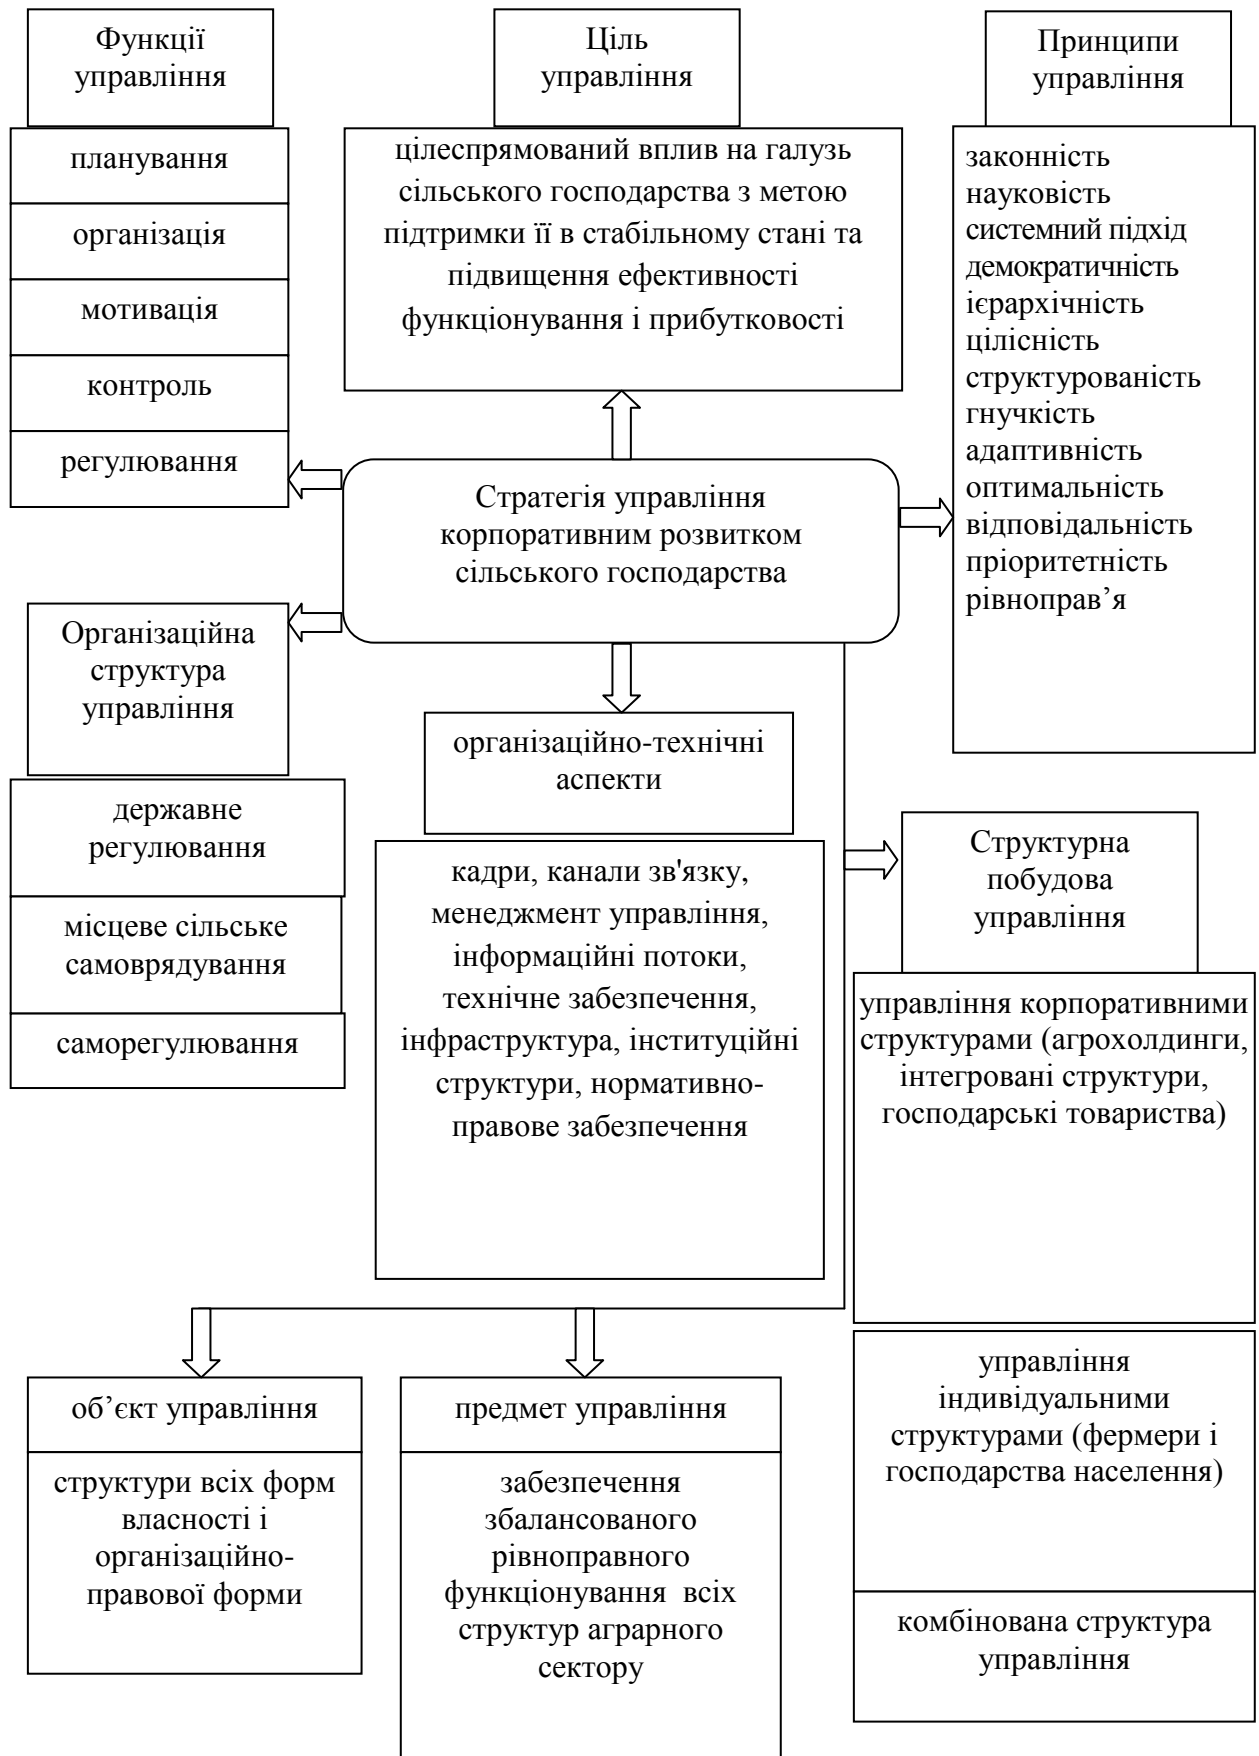 Функції
управління
планування
організація
мотивація
контроль
регулювання
Ціль
управління
цілеспрямований вплив на галузь
сільського господарства з метою
підтримки її в стабільному стані та
підвищення ефективності
функціонування і прибутковості
Принципи
управління
законність
науковість
системний підхід
демократичність
ієрархічність
цілісність
структурованість
гнучкість
адаптивність
оптимальність
відповідальність
пріоритетність
рівноправ’я
Стратегія управління
корпоративним розвитком
сільського господарства
Організаційна
структура
управління
державне
регулювання
місцеве сільське
самоврядування
саморегулювання
організаційно-технічні
аспекти
кадри, канали зв'язку,
менеджмент управління,
інформаційні потоки,
технічне забезпечення,
інфраструктура, інституційні
структури, нормативно-
правове забезпечення
Структурна
побудова
управління
управління корпоративними
структурами (агрохолдинги,
інтегровані структури,
господарські товариства)
управління
індивідуальними
структурами (фермери і
господарства населення)
комбінована структура
управління
об’єкт управління
структури всіх форм
власності і
організаційно-
правової форми
предмет управління
забезпечення
збалансованого
рівноправного
функціонування всіх
структур аграрного
сектору